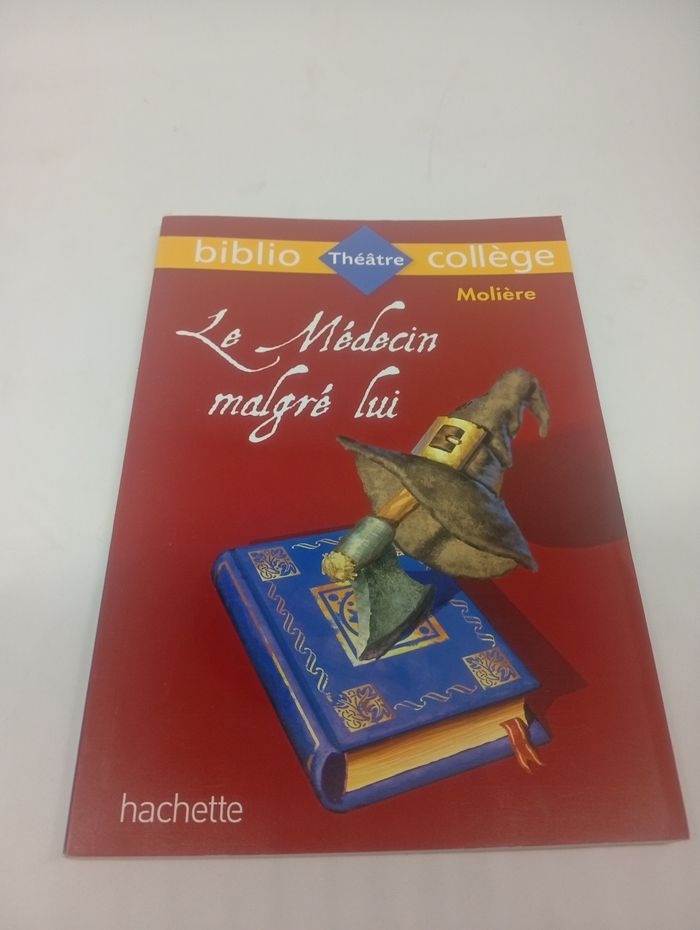 biblio Théâtre collège
Molière
Le Médecin
malgré lui
hachette